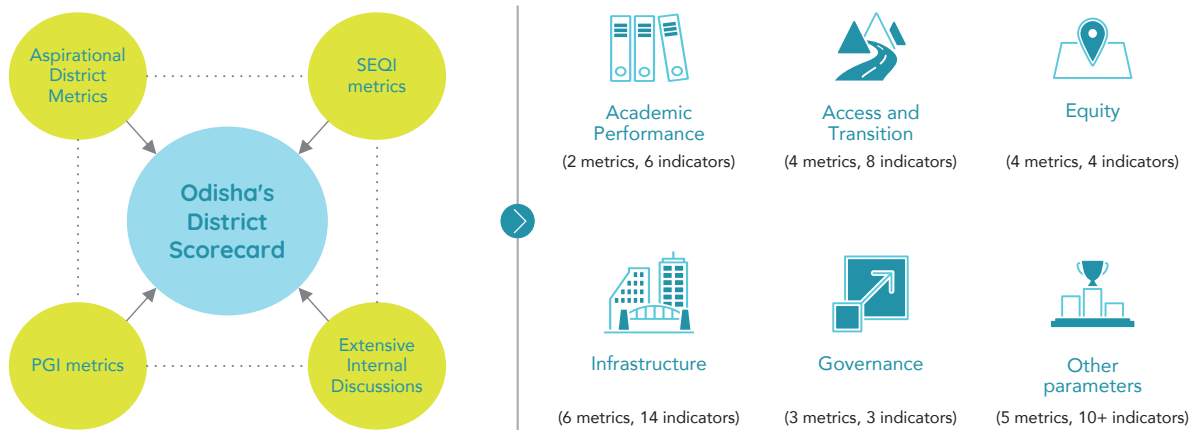 Aspirational
District
Metrics
SEQI
metrics
Odisha's
District
Scorecard
PGI metrics
Extensive
Internal
Discussions
Academic
Performance
(2 metrics, 6 indicators)
Access and
Transition
(4 metrics, 8 indicators)
Equity
(4 metrics, 4 indicators)
Infrastructure
(6 metrics, 14 indicators)
Governance
(3 metrics, 3 indicators)
Other
parameters
(5 metrics, 10+ indicators)